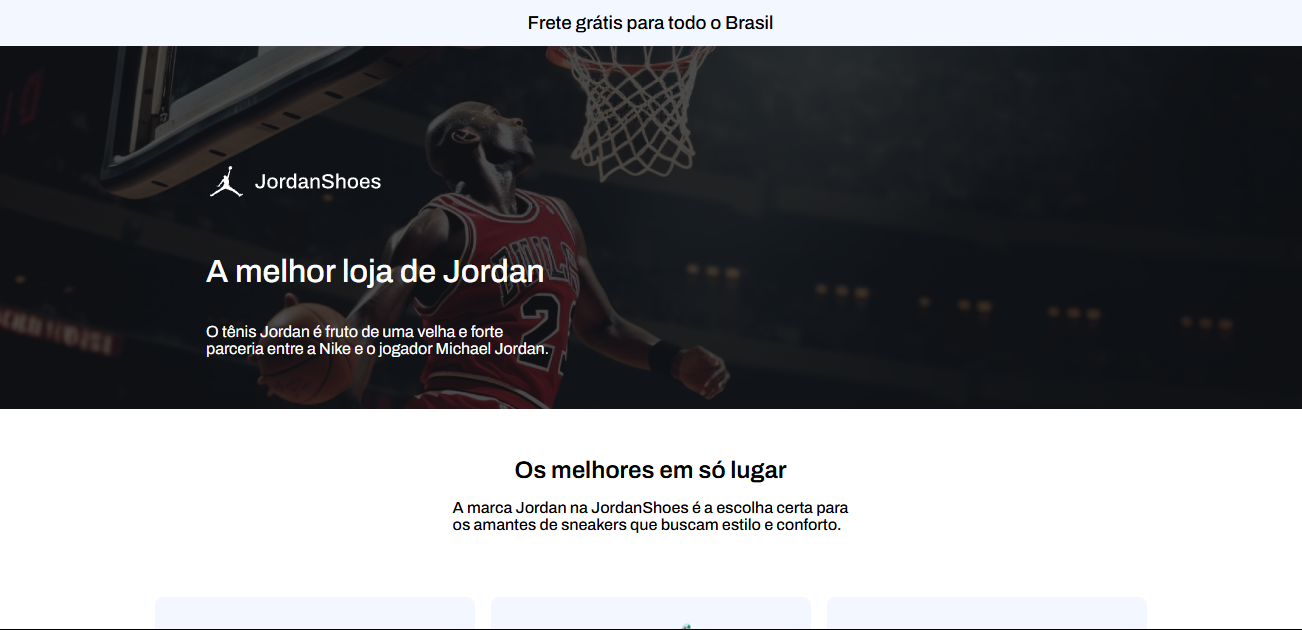 Frete grátis para todo o Brasil
JordanShoes
A melhor loja de Jordan
O tênis Jordan é fruto de uma velha e forte
parceria entre a Nike e o jogador Michael Jordan.
BULLS
2
Os melhores em só lugar
A marca Jordan na JordanShoes é a escolha certa para
os amantes de sneakers que buscam estilo e conforto.